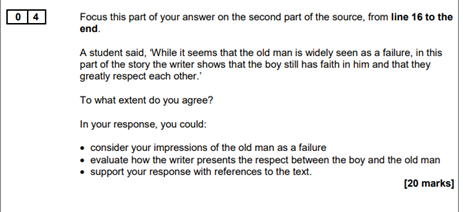 0 4 Focus this part of your answer on the second part of the source, from line 16 to the
end.
A student said, ‘While it seems that the old man is widely seen as a failure, in this
part of the story the writer shows that the boy still has faith in him and that they
greatly respect each other.’
To what extent do you agree?
In your response, you could:
• consider your impressions of the old man as a failure
• evaluate how the writer presents the respect between the boy and the old man
• support your response with references to the text.
[20 marks]